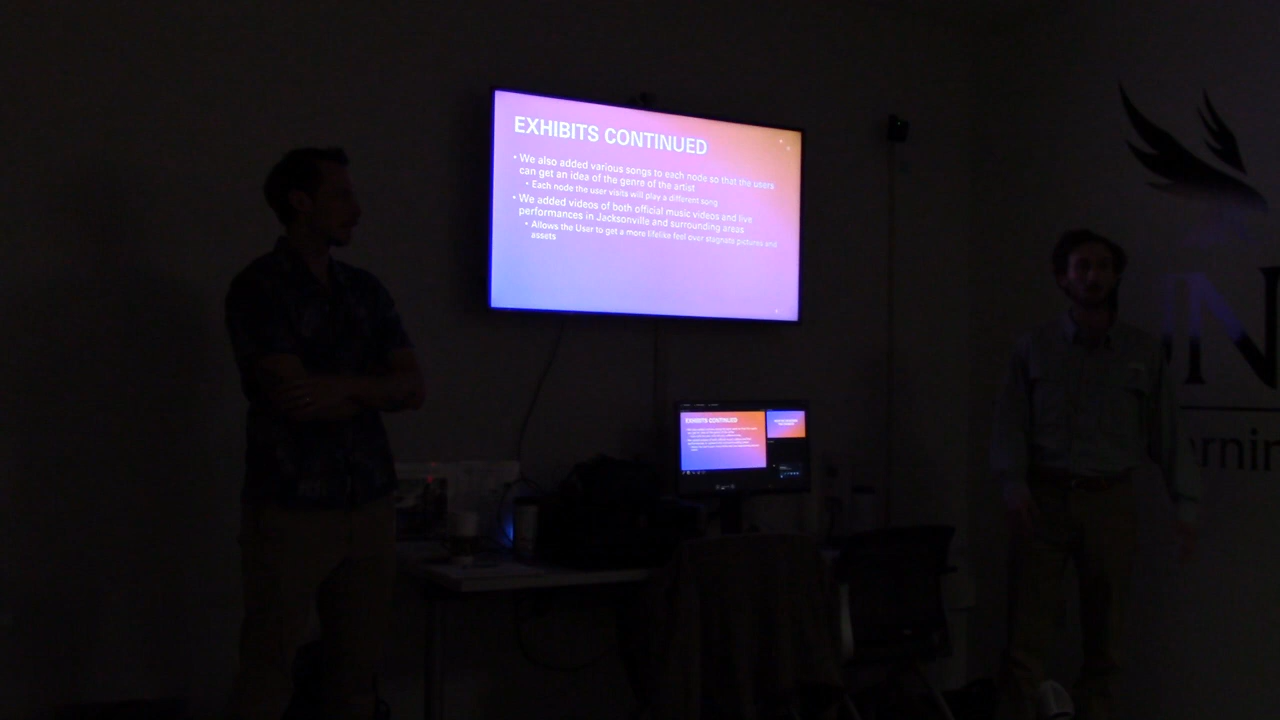 EXHIBITS CONTINUED
• We also added various songs to each node so that the users
can get an idea of the genre of the artist
• Each node the user visits will play a different song
• We added videos of both official music videos and live
performances in Jacksonville and surrounding areas
• Allows the User to get a more lifelike feel over stagnate pictures and
assets
EXHIBITS CONTINUED